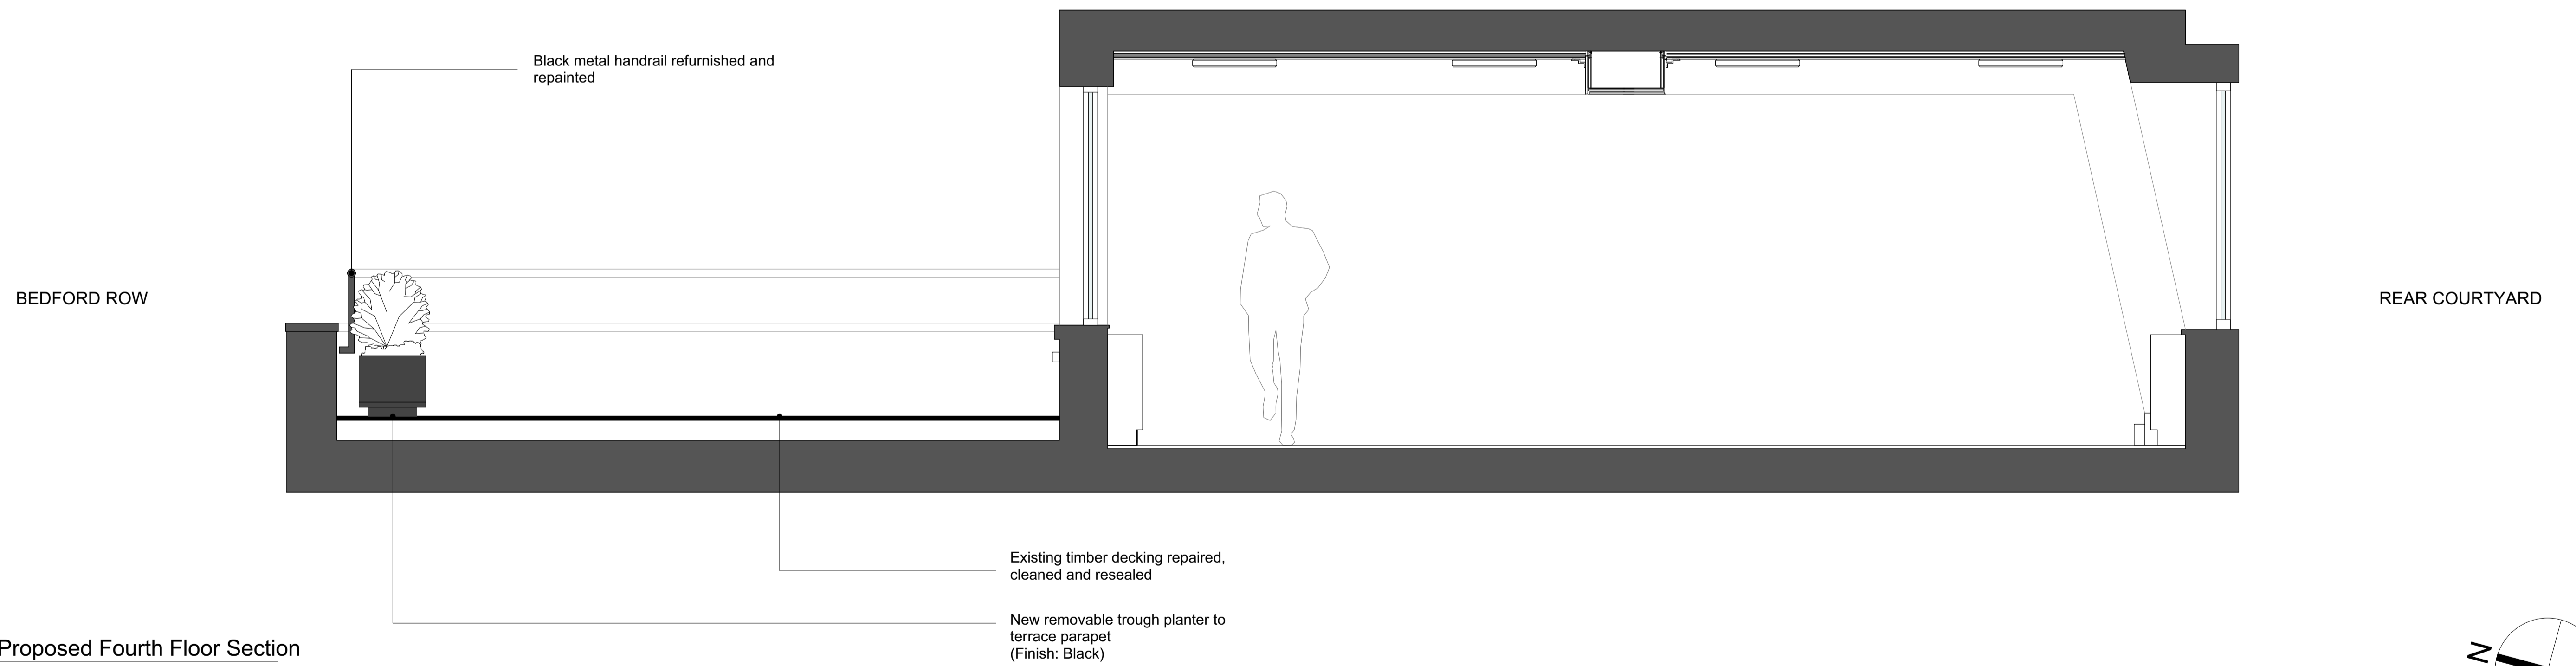 Black metal handrail refurnished and
repainted
BEDFORD ROW
REAR COURTYARD
Existing timber decking repaired,
cleaned and resealed
New removable trough planter to
terrace parapet
(Finish: Black)
Proposed Fourth Floor Section
N